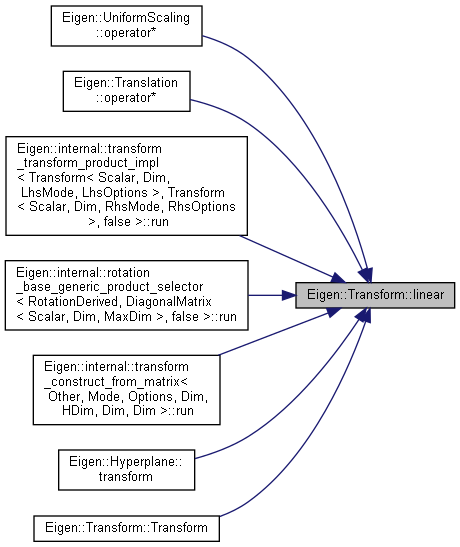 Eigen::UniformScaling
::operator*
Eigen::Translation
::operator*
Eigen::internal::transform
_transform_product_impl
< Transform< Scalar, Dim,
LhsMode, LhsOptions >, Transform
< Scalar, Dim, RhsMode, RhsOptions
>, false >::run
Eigen::internal::rotation
_base_generic_product_selector
< RotationDerived, DiagonalMatrix
< Scalar, Dim, MaxDim >, false >::run
Eigen::Transform::linear
Eigen::internal::transform
_construct_from_matrix<
Other, Mode, Options, Dim,
HDim, Dim, Dim >::run
Eigen::Hyperplane::
transform
Eigen::Transform::Transform